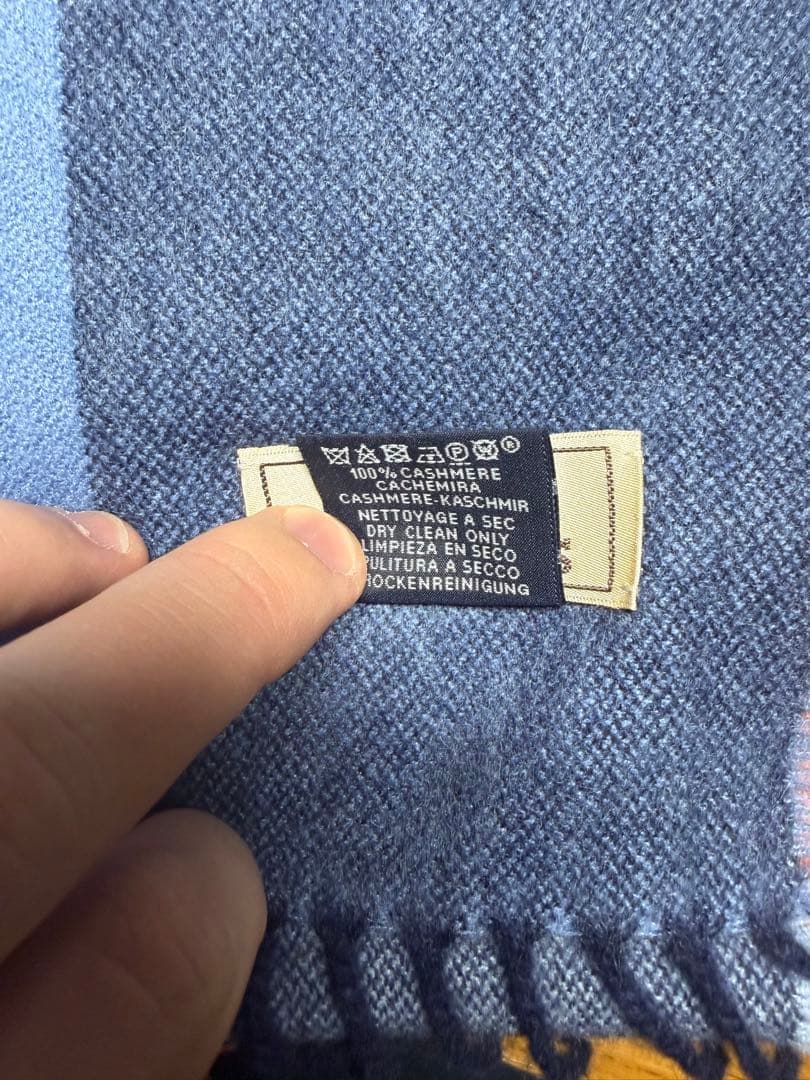 100% CASHMERE
CACHEMIRA
CASHMERE-KASCHMIR
NETTOYAGE A SEC
DRY CLEAN ONLY
LIMPIEZA EN SECO
PULITURA A SECCO
ROCKENREINIGUNG